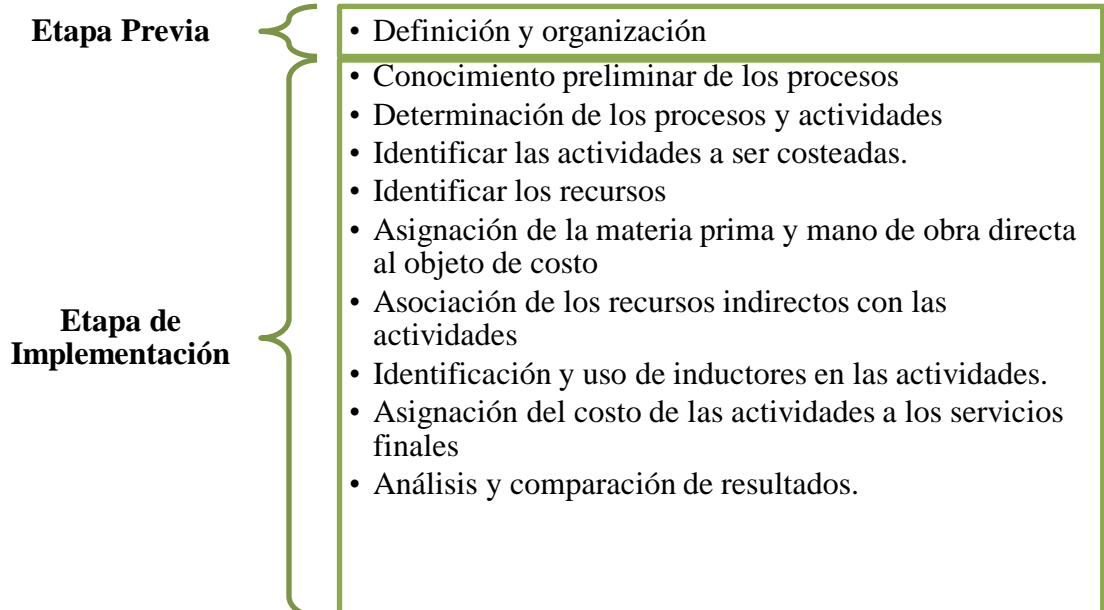 Etapa Previa
• Definición y organización
Etapa de
Implementación
• Conocimiento preliminar de los procesos
• Determinación de los procesos y actividades
• Identificar las actividades a ser costeadas.
• Identificar los recursos
• Asignación de la materia prima y mano de obra directa
al objeto de costo
• Asociación de los recursos indirectos con las
actividades
• Identificación y uso de inductores en las actividades.
• Asignación del costo de las actividades a los servicios
finales
• Análisis y comparación de resultados.